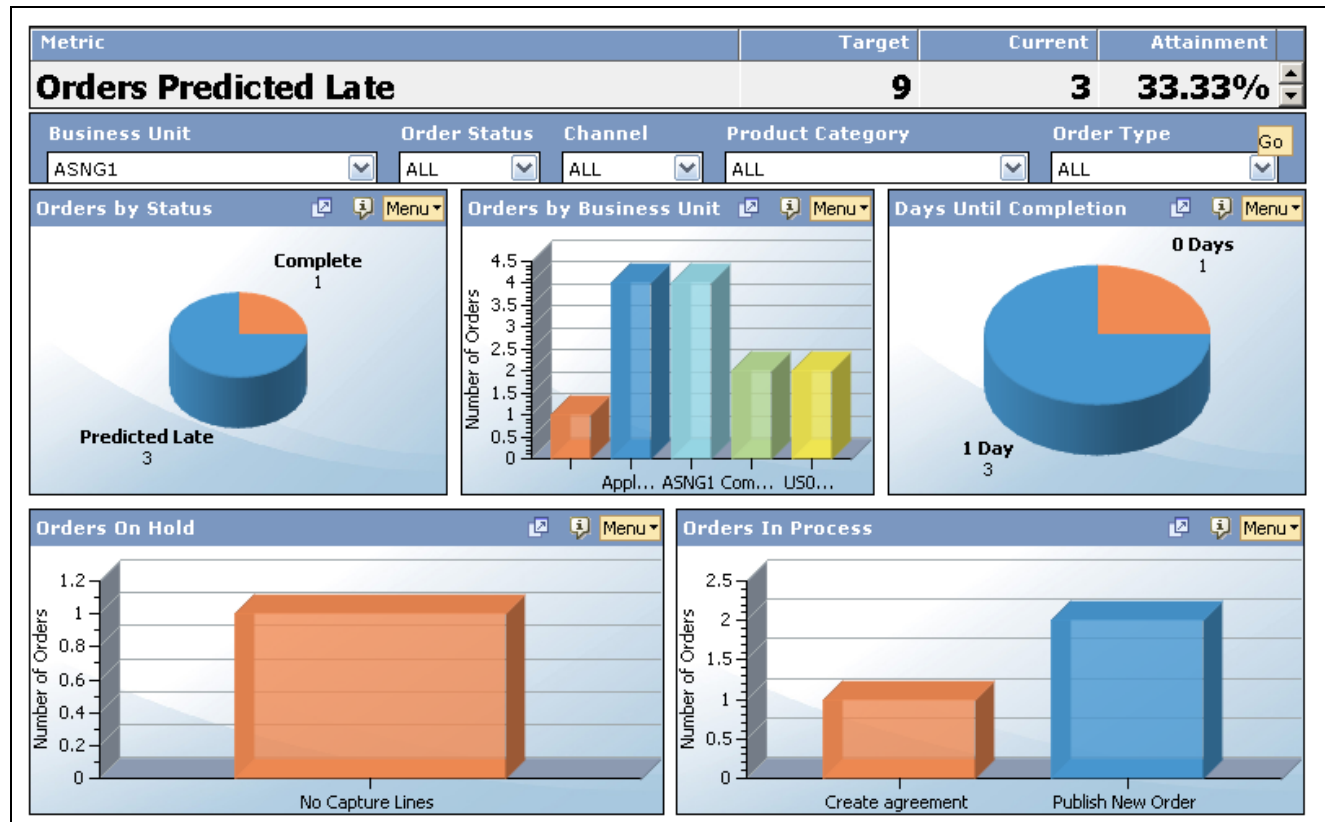 Metric Target Current Attainment
Orders Predicted Late 9 3 33.33%
Business Unit Order Status Channel Product Category Order Type Go
ASNG1 ALL ALL ALL ALL
Orders by Status Menu
Complete
1
Predicted Late
3
Orders by Business Unit Menu
Number of Orders
4.5
4
3.5
3
2.5
2
1.5
1
0.5
0
Appl... ASNG1 Com... US0...
Days Until Completion Menu
0 Days
1
1 Day
3
Orders On Hold Menu
Number of Orders
1.2
1
0.8
0.6
0.4
0.2
0
No Capture Lines
Orders In Process Menu
Number of Orders
2.5
2
1.5
1
0.5
0
Create agreement Publish New Order